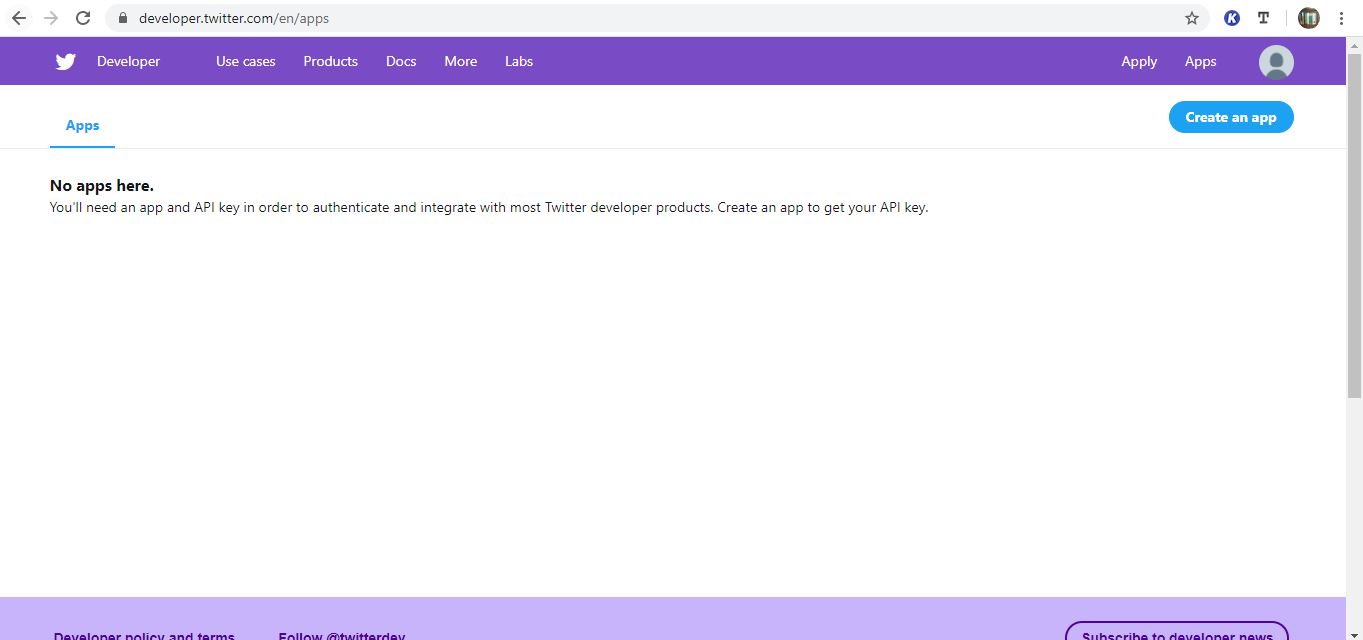 developer.twitter.com/en/apps
K T
Developer Use cases Products Docs More Labs Apply Apps
Apps Create an app
No apps here.
You'll need an app and API key in order to authenticate and integrate with most Twitter developer products. Create an app to get your API key.
Developer policy and terms Follow @twitterdev Subscribe to developer news